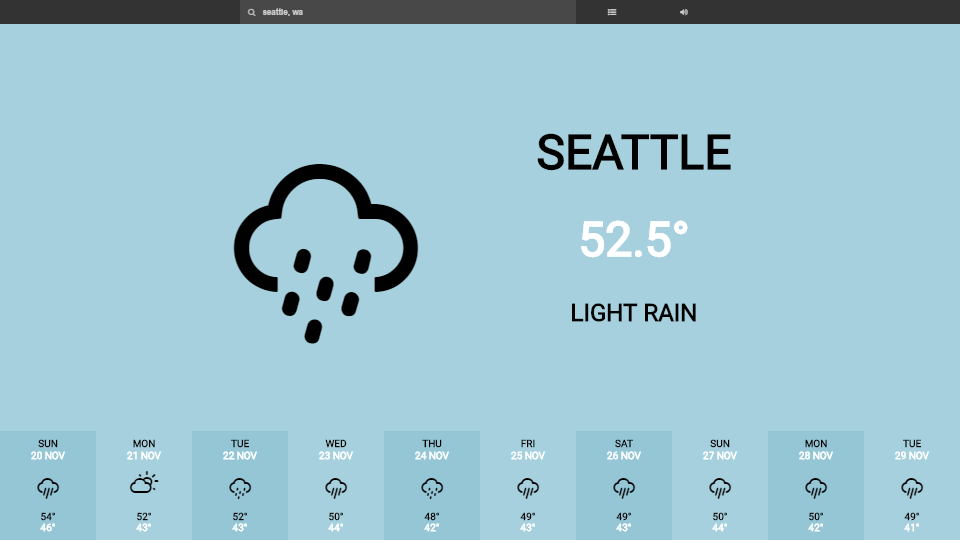 seattle, wa
SEATTLE
52.5°
LIGHT RAIN
SUN
20 NOV
54°
46°
MON
21 NOV
52°
43°
TUE
22 NOV
52°
43°
WED
23 NOV
50°
44°
THU
24 NOV
48°
42°
FRI
25 NOV
49°
43°
SAT
26 NOV
49°
43°
SUN
27 NOV
50°
44°
MON
28 NOV
50°
42°
TUE
29 NOV
49°
41°